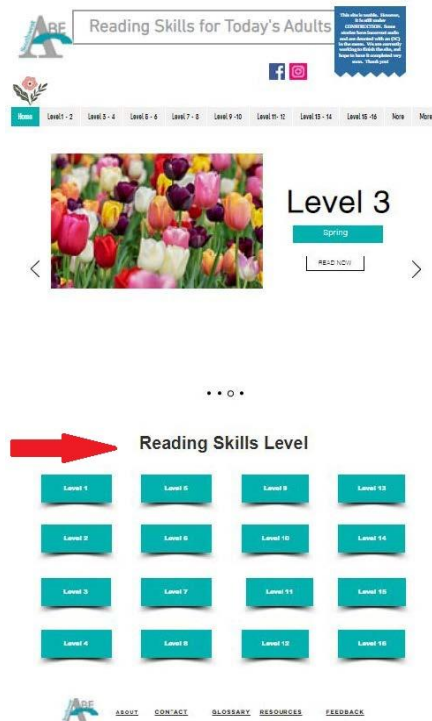 Southwest
ABE
Reading Skills for Today's Adults
This site is usable. However,
it is still under
CONSTRUCTION. Some
studies have incorrect audio
and are denoted with an (*IC)
in the menu. We are currently
working to finish the site, and
hope to have it completed very
soon. Thank you!
Home Level 1 - 2 Level 3 - 4 Level 5 - 6 Level 7 - 8 Level 9 -10 Level 11- 12 Level 13 - 14 Level 15 -16 More
Level 3
Spring
READ NOW
Reading Skills Level
Level 1 Level 5 Level 9 Level 13
Level 2 Level 6 Level 10 Level 14
Level 3 Level 7 Level 11 Level 15
Level 4 Level 8 Level 12 Level 16
ABE
ABOUT CONTACT GLOSSARY RESOURCES FEEDBACK